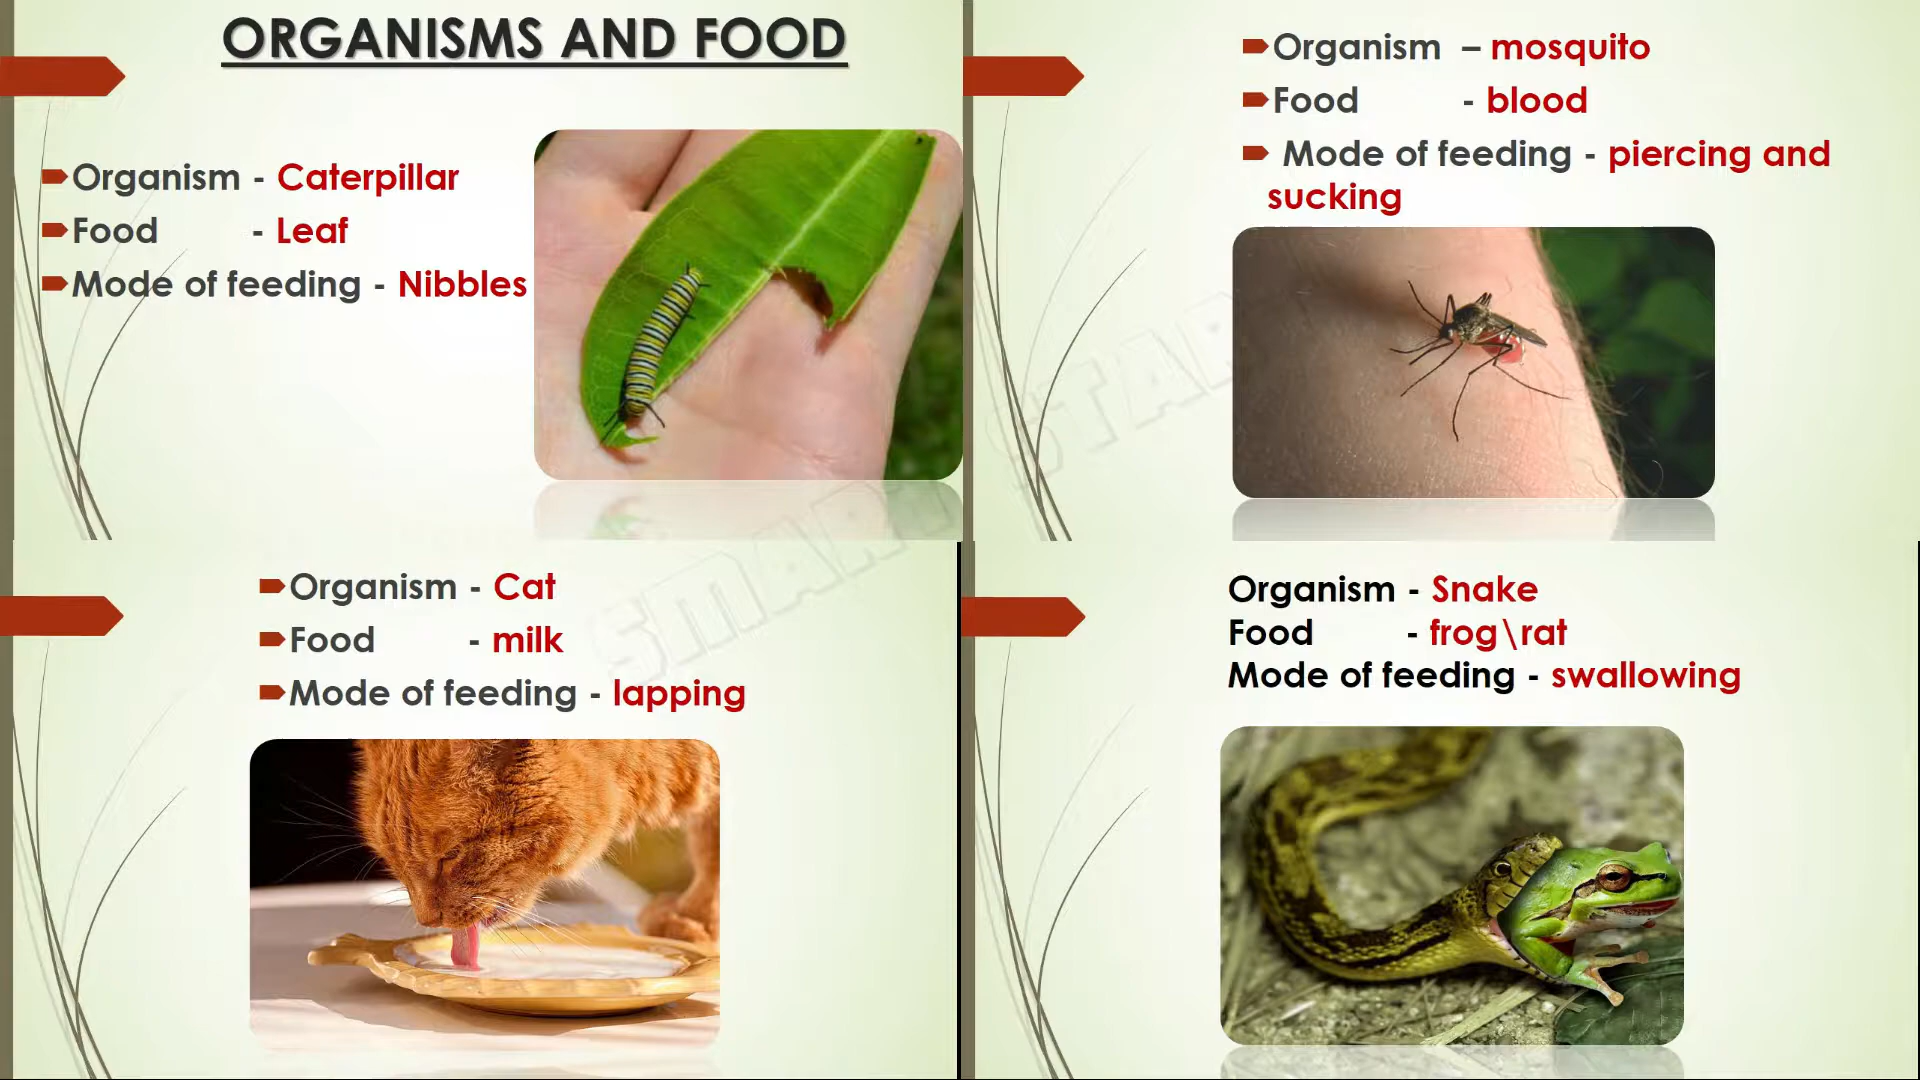 ORGANISMS AND FOOD
Organism - Caterpillar
Food - Leaf
Mode of feeding - Nibbles
Organism – mosquito
Food - blood
Mode of feeding - piercing and
sucking
Organism - Cat
Food - milk
Mode of feeding - lapping
Organism - Snake
Food - frog\rat
Mode of feeding - swallowing
SMART STAR